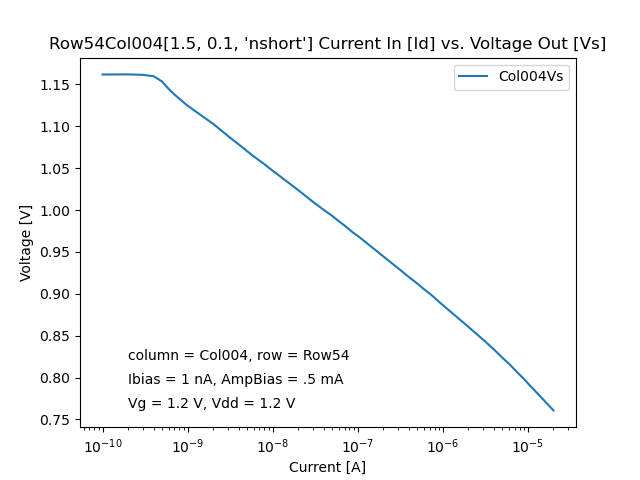 Row54Col004[1.5, 0.1, 'nshort'] Current In [Id] vs. Voltage Out [Vs]
Col004Vs
1.15
1.10
1.05
1.00
0.95
0.90
0.85
0.80
0.75
Voltage [V]
column = Col004, row = Row54
Ibias = 1 nA, AmpBias = .5 mA
Vg = 1.2 V, Vdd = 1.2 V
10⁻¹⁰ 10⁻⁹ 10⁻⁸ 10⁻⁷ 10⁻⁶ 10⁻⁵
Current [A]